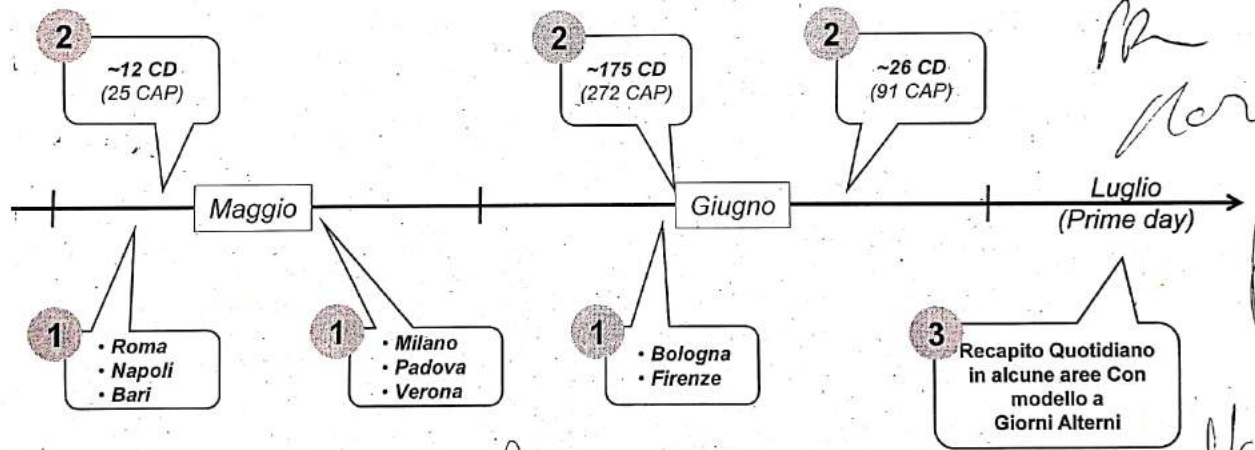 2
~12 CD
(25 CAP)
2
~175 CD
(272 CAP)
2
~26 CD
(91 CAP)
Maggio
Giugno
Luglio
(Prime day)
1
• Roma
• Napoli
• Bari
1
• Milano
• Padova
• Verona
1
• Bologna
• Firenze
3
Recapito Quotidiano
in alcune aree Con
modello a
Giorni Alterni